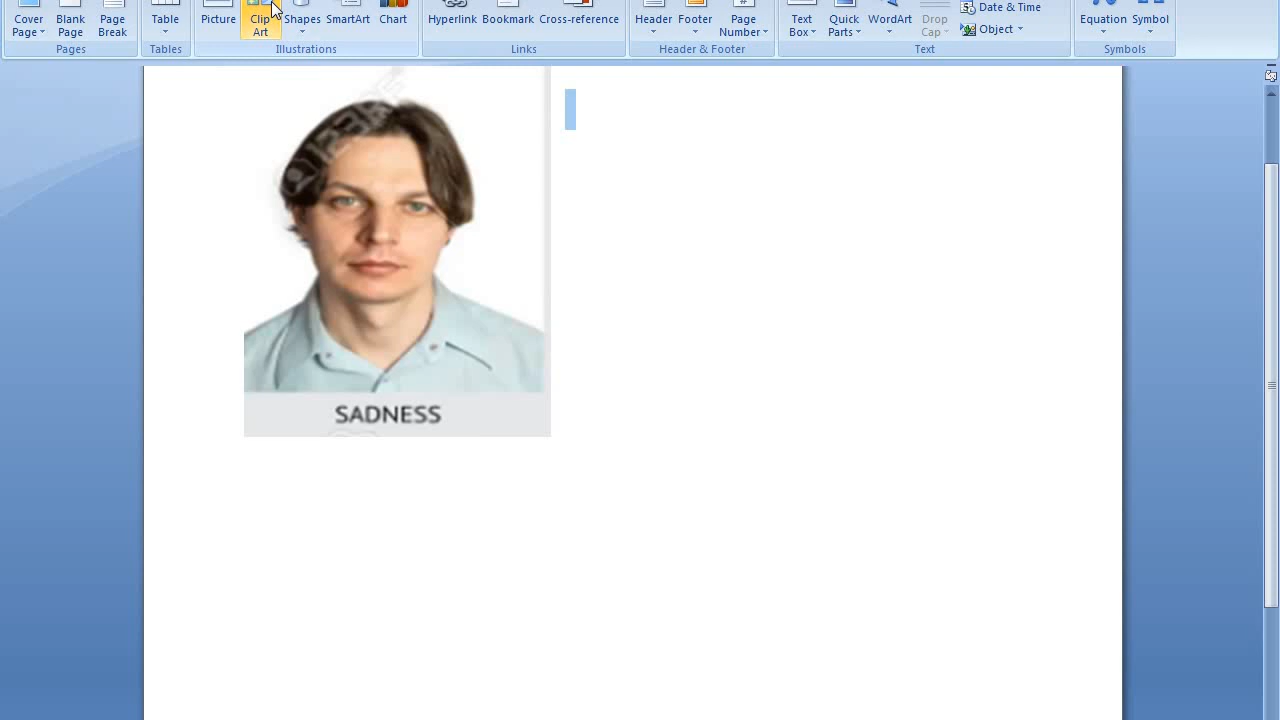 Cover Page
Blank Page
Page Break
Table
Picture
Clip Art
Shapes
SmartArt
Chart
Hyperlink
Bookmark
Cross-reference
Header
Footer
Page Number
Text Box
Quick Parts
WordArt
Drop Cap
Date & Time
Object
Equation
Symbol
Pages
Tables
Illustrations
Links
Header & Footer
Text
Symbols
123RF
SADNESS